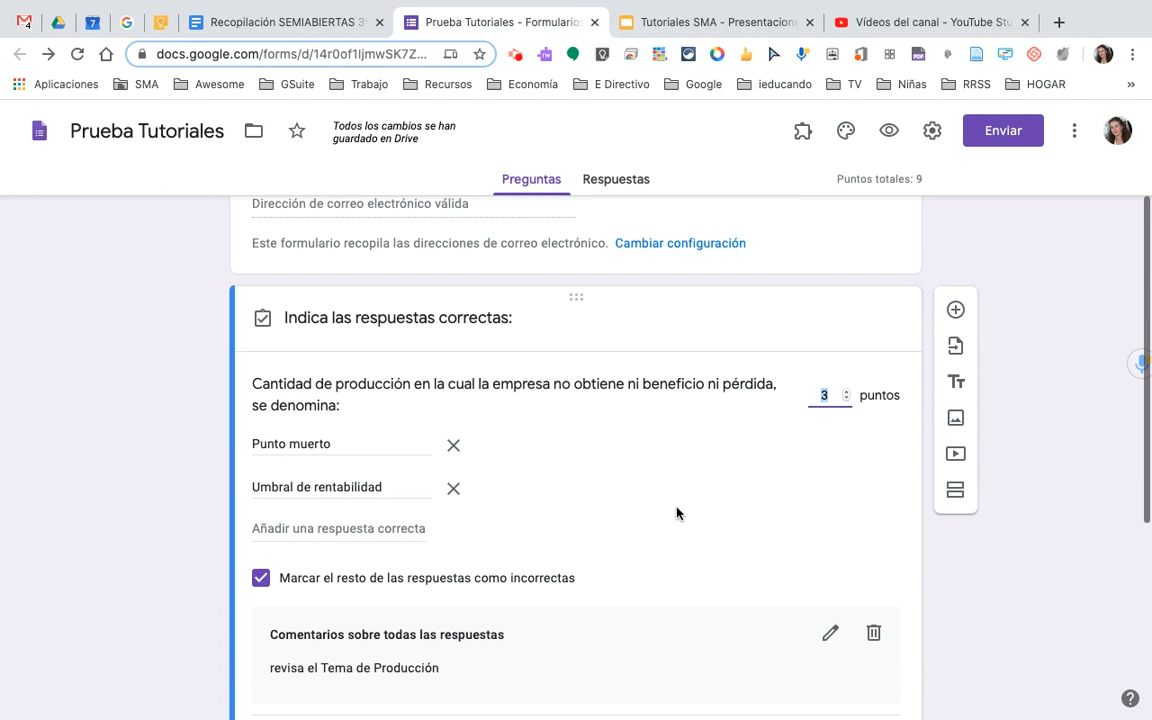 Recopilación SEMIABIERTAS 3º
Prueba Tutoriales - Formularios
Tutoriales SMA - Presentacione
Vídeos del canal - YouTube Stu
docs.google.com/forms/d/14r0of1IjmwSK7Z...
Aplicaciones
SMA
Awesome
GSuite
Trabajo
Recursos
Economía
E Directivo
Google
ieducando
TV
Niñas
RRSS
HOGAR
»
Prueba Tutoriales
Todos los cambios se han
guardado en Drive
Enviar
Preguntas
Respuestas
Puntos totales: 9
Dirección de correo electrónico válida
Este formulario recopila las direcciones de correo electrónico. Cambiar configuración
Indica las respuestas correctas:
Cantidad de producción en la cual la empresa no obtiene ni beneficio ni pérdida,
se denomina:
3 puntos
Punto muerto
Umbral de rentabilidad
Añadir una respuesta correcta
Marcar el resto de las respuestas como incorrectas
Comentarios sobre todas las respuestas
revisa el Tema de Producción